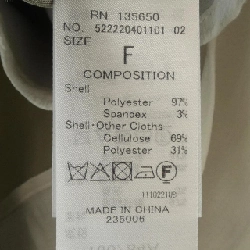 RN 135650
NO. 522220401101 02
SIZE
F
COMPOSITION
Shell
Polyester 97%
Spandex 3%
Shell-Other Cloths
Cellulose 69%
Polyester 31%
F
MADE IN CHINA
235006